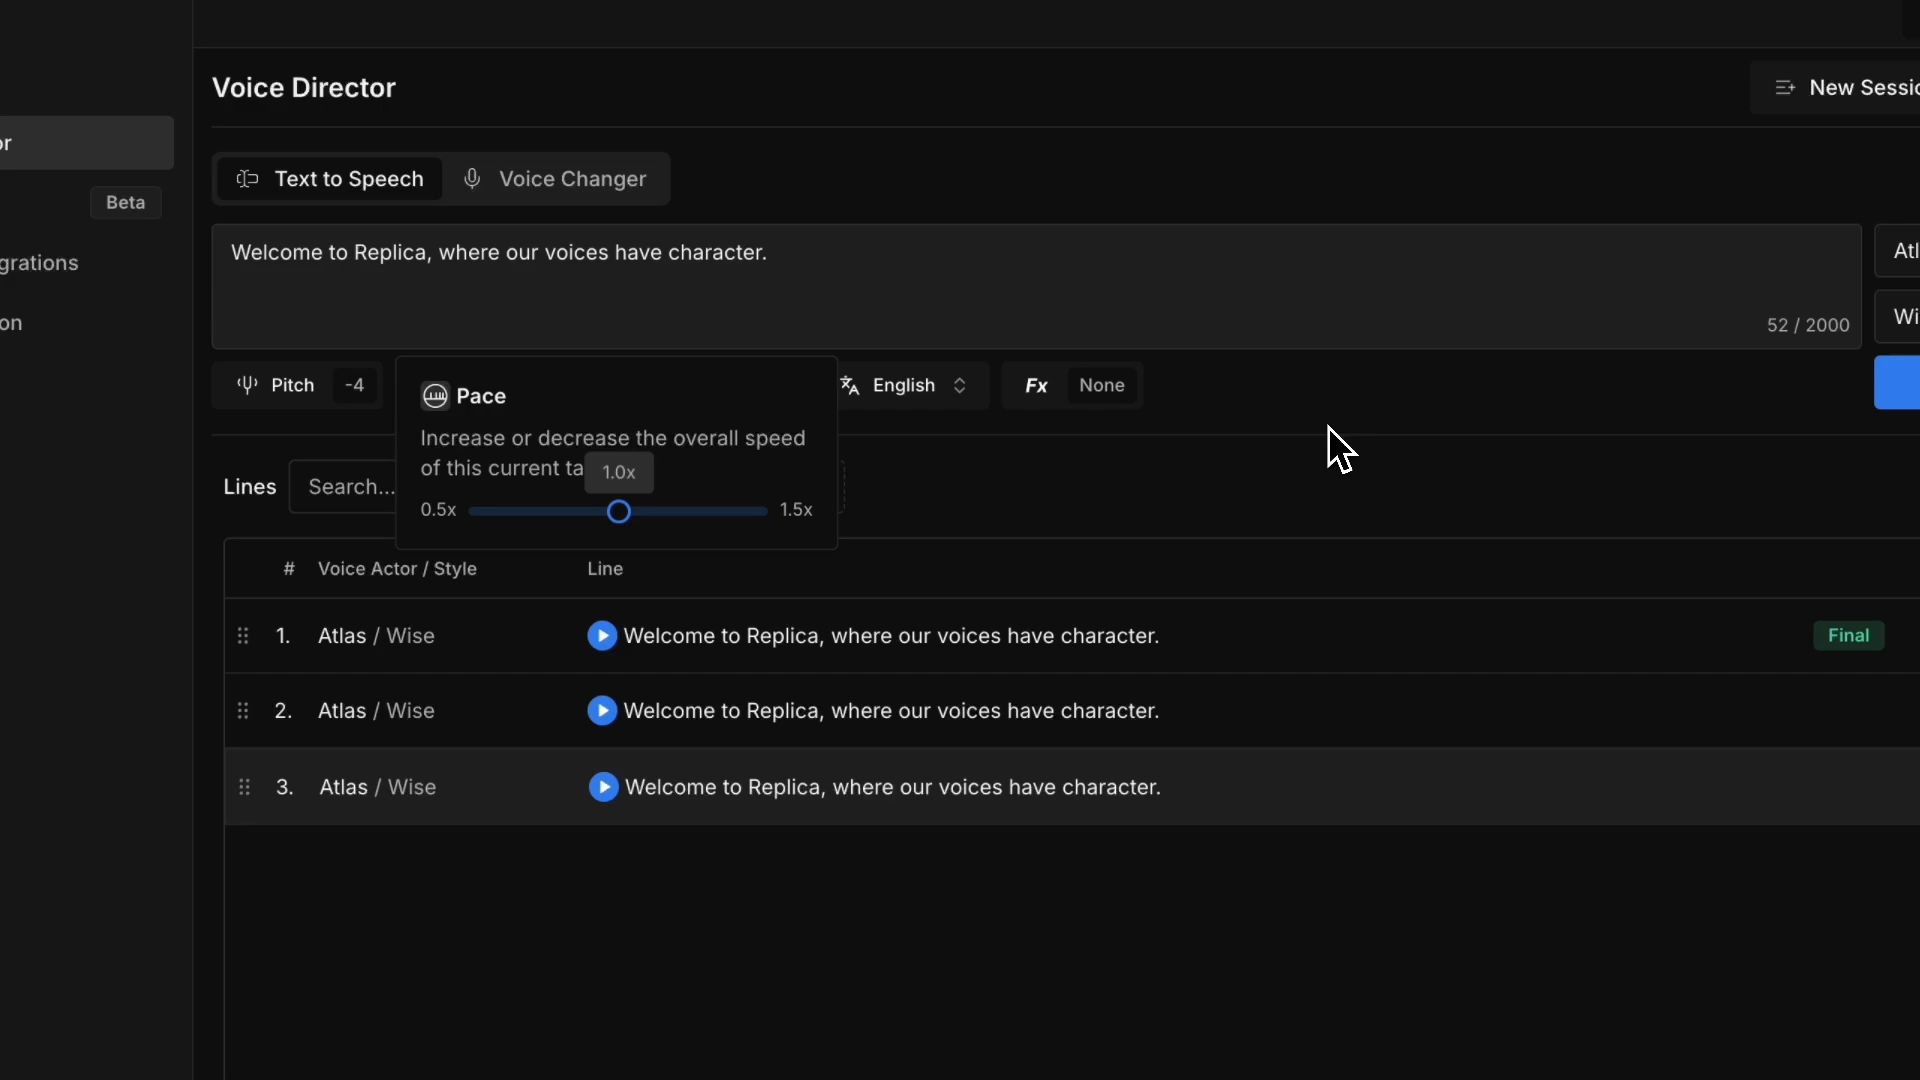 Voice Director
New Sessio
or
Text to Speech
Voice Changer
Beta
Welcome to Replica, where our voices have character.
Atl
grations
52 / 2000
Wi
on
Pitch
-4
Pace
English
Fx
None
Increase or decrease the overall speed
of this current ta
1.0x
0.5x
1.5x
Lines
Search...
#
Voice Actor / Style
Line
1.
Atlas / Wise
Welcome to Replica, where our voices have character.
Final
2.
Atlas / Wise
Welcome to Replica, where our voices have character.
3.
Atlas / Wise
Welcome to Replica, where our voices have character.